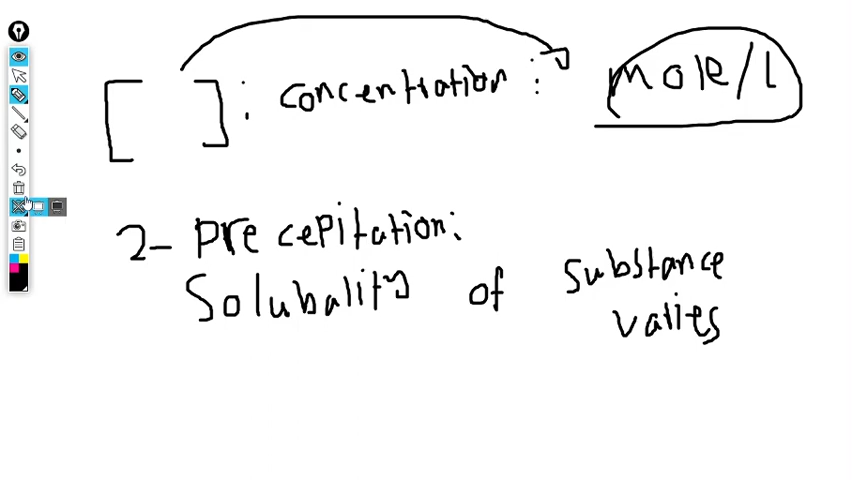 [ ] : concentration : mole/L
2- Precepitation:
Solubality of substance
varies